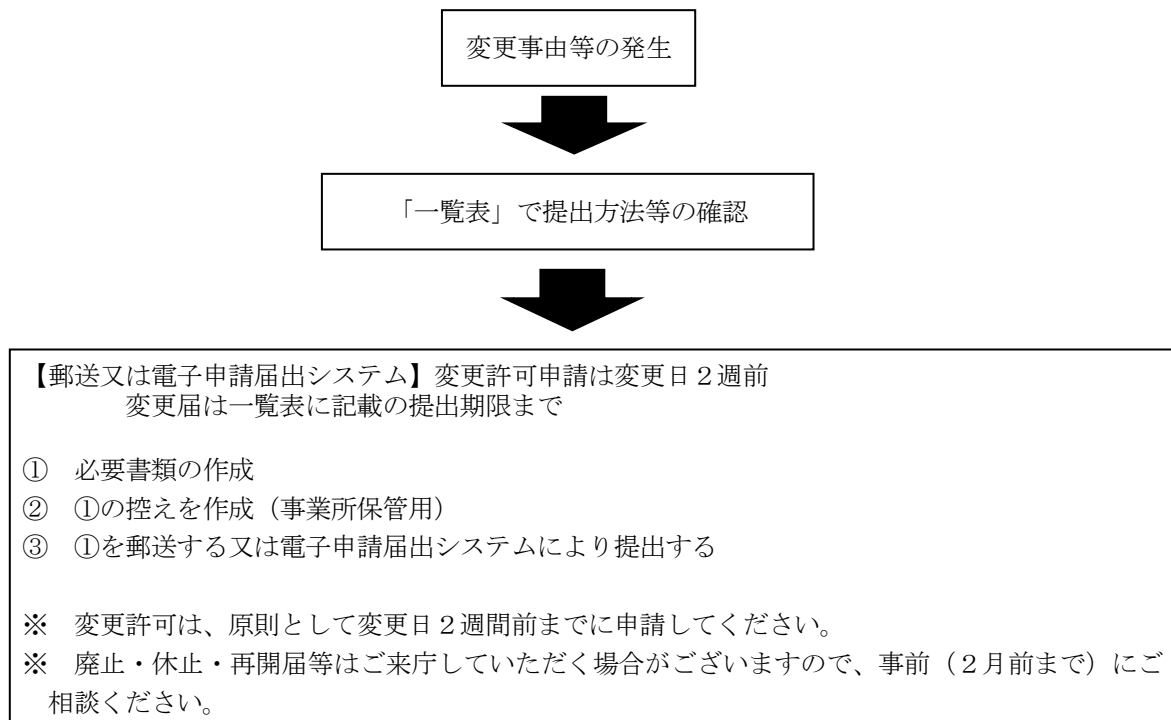 変更事由等の発生
「一覧表」で提出方法等の確認
【郵送又は電子申請届出システム】変更許可申請は変更日２週前
変更届は一覧表に記載の提出期限まで
①　必要書類の作成
②　①の控えを作成（事業所保管用）
③　①を郵送する又は電子申請届出システムにより提出する
※　変更許可は、原則として変更日２週間前までに申請してください。
※　廃止・休止・再開届等はご来庁していただく場合がございますので、事前（２月前まで）にご
相談ください。